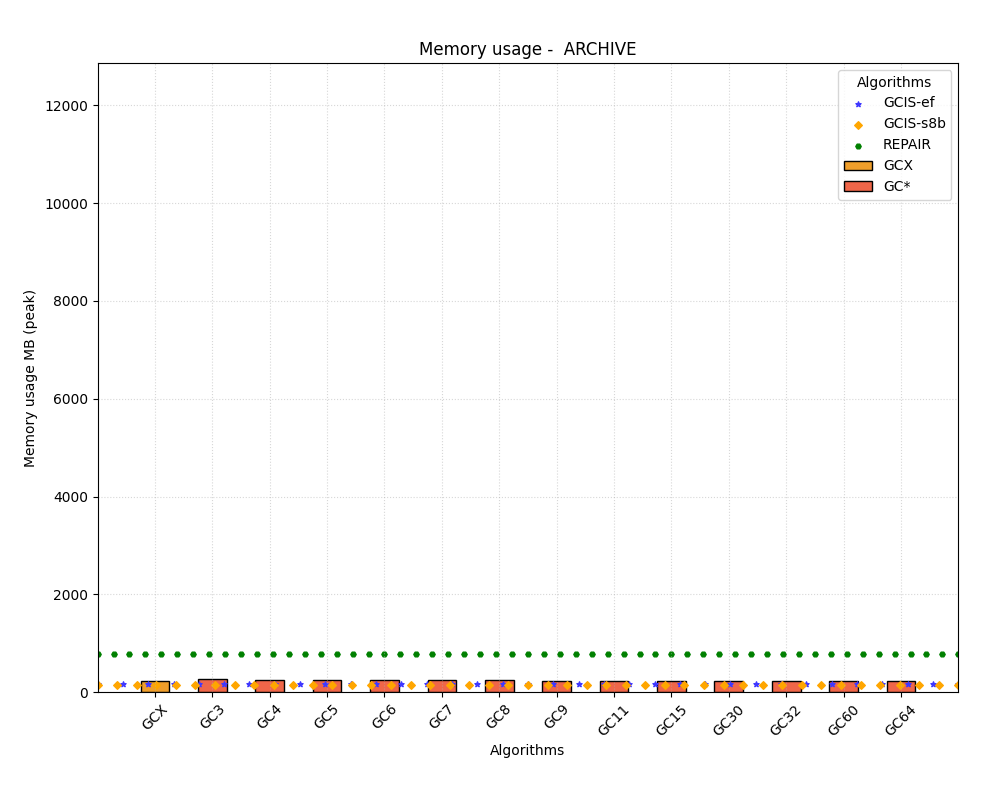 Memory usage -  ARCHIVE
Algorithms
GCIS-ef
GCIS-s8b
REPAIR
GCX
GC*
12000
10000
8000
6000
4000
2000
0
Memory usage MB (peak)
GCX
GC3
GC4
GC5
GC6
GC7
GC8
GC9
GC11
GC15
GC30
GC32
GC60
GC64
Algorithms